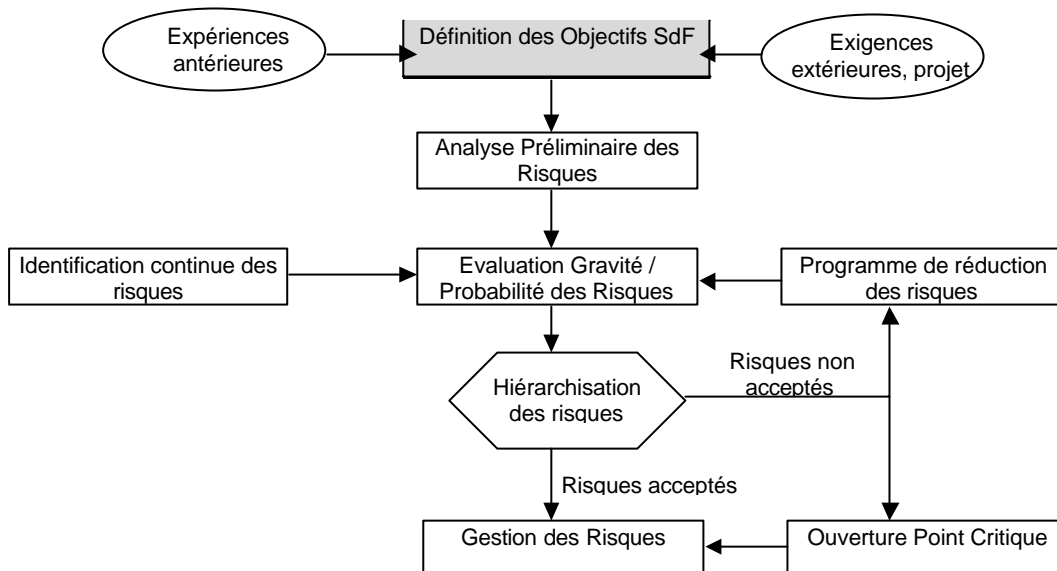 Expériences
antérieures
Définition des Objectifs SdF
Exigences
extérieures, projet
Analyse Préliminaire des
Risques
Identification continue des
risques
Evaluation Gravité /
Probabilité des Risques
Programme de réduction
des risques
Hiérarchisation
des risques
Risques non
acceptés
Risques acceptés
Gestion des Risques
Ouverture Point Critique